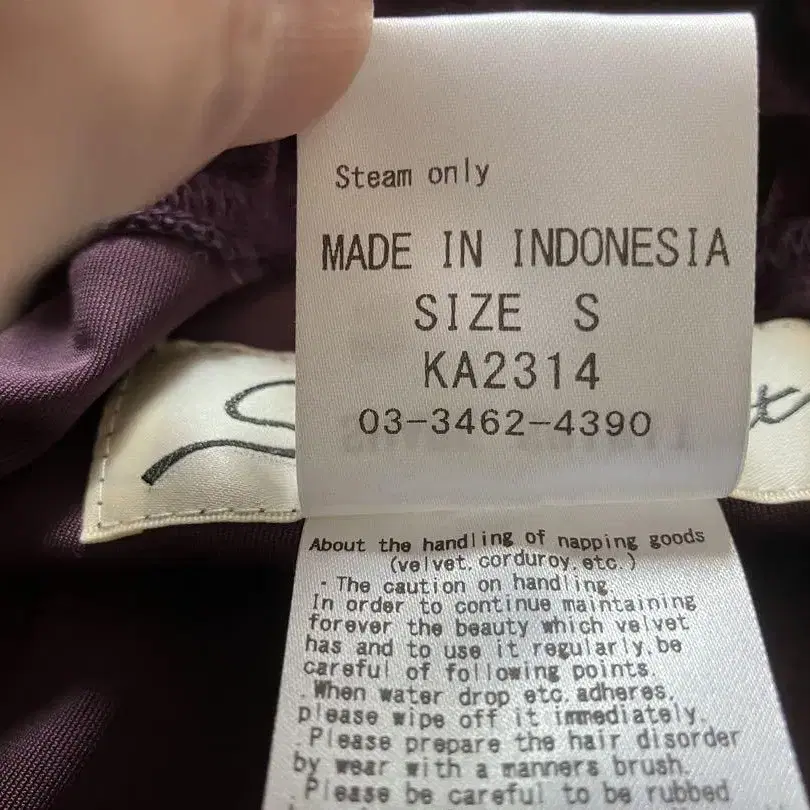 Steam only
MADE IN INDONESIA
SIZE S
KA2314
03-3462-4390
About the handling of napping goods
(velvet.corduroy.etc.)
・The caution on handling
In order to continue maintaining
forever the beauty which velvet
has and to use it regularly,be
careful of following points.
.When water drop etc.adheres,
please wipe off it immediately.
.Please prepare the hair disorder
by wear with a manners brush.
.Please be careful to be rubbed